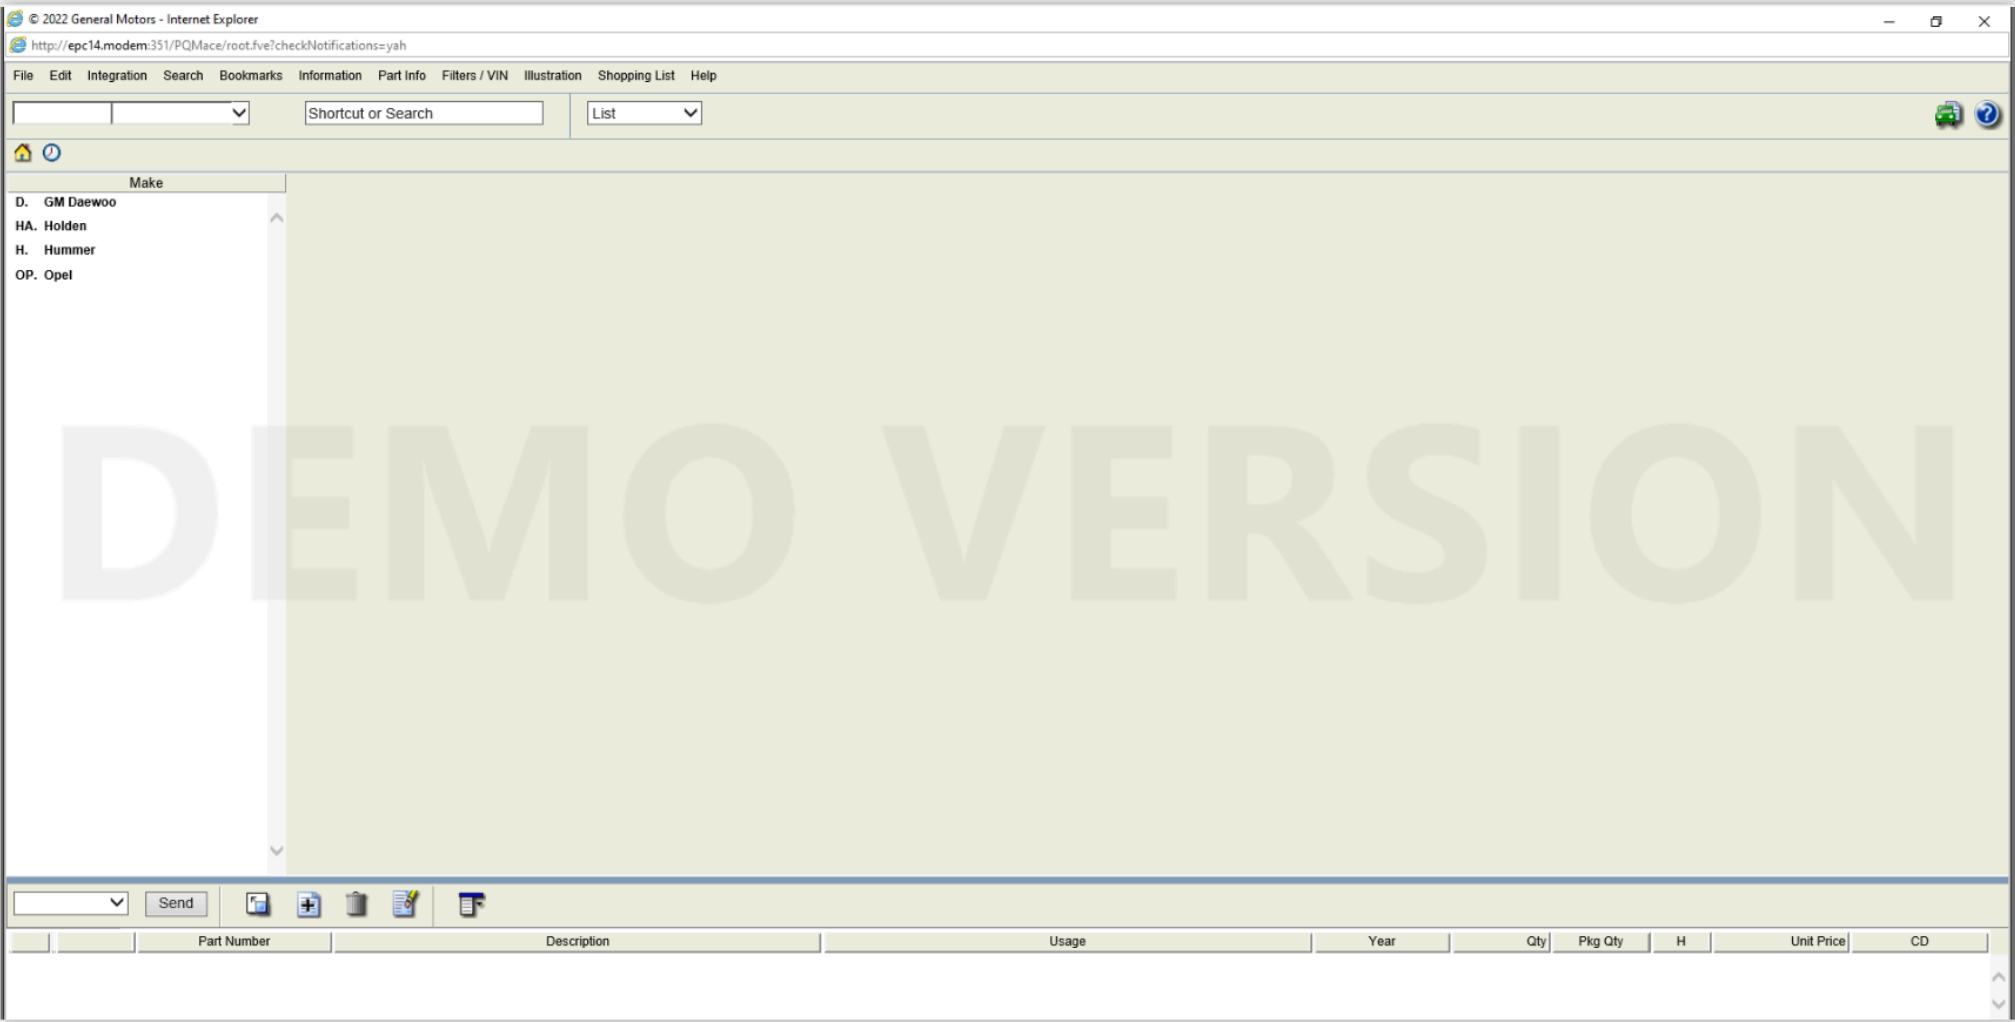 © 2022 General Motors - Internet Explorer
http://epc14.modem:351/PQMace/root.fve?checkNotifications=yah
File Edit Integration Search Bookmarks Information Part Info Filters / VIN Illustration Shopping List Help
Shortcut or Search List
Make
D. GM Daewoo
HA. Holden
H. Hummer
OP. Opel
DEMO VERSION
Send
Part Number Description Usage Year Qty Pkg Qty H Unit Price CD